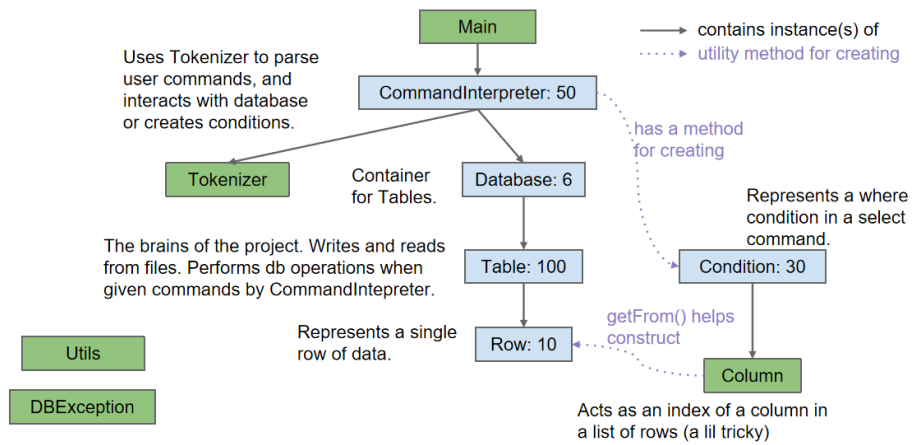 Main
contains instance(s) of
utility method for creating
Uses Tokenizer to parse
user commands, and
interacts with database
or creates conditions.
CommandInterpreter: 50
has a method
for creating
Tokenizer
Container
for Tables.
Database: 6
Represents a where
condition in a select
command.
The brains of the project. Writes and reads
from files. Performs db operations when
given commands by CommandIntepreter.
Table: 100
Condition: 30
getFrom() helps
construct
Represents a single
row of data.
Row: 10
Utils
Column
DBException
Acts as an index of a column in
a list of rows (a lil tricky)